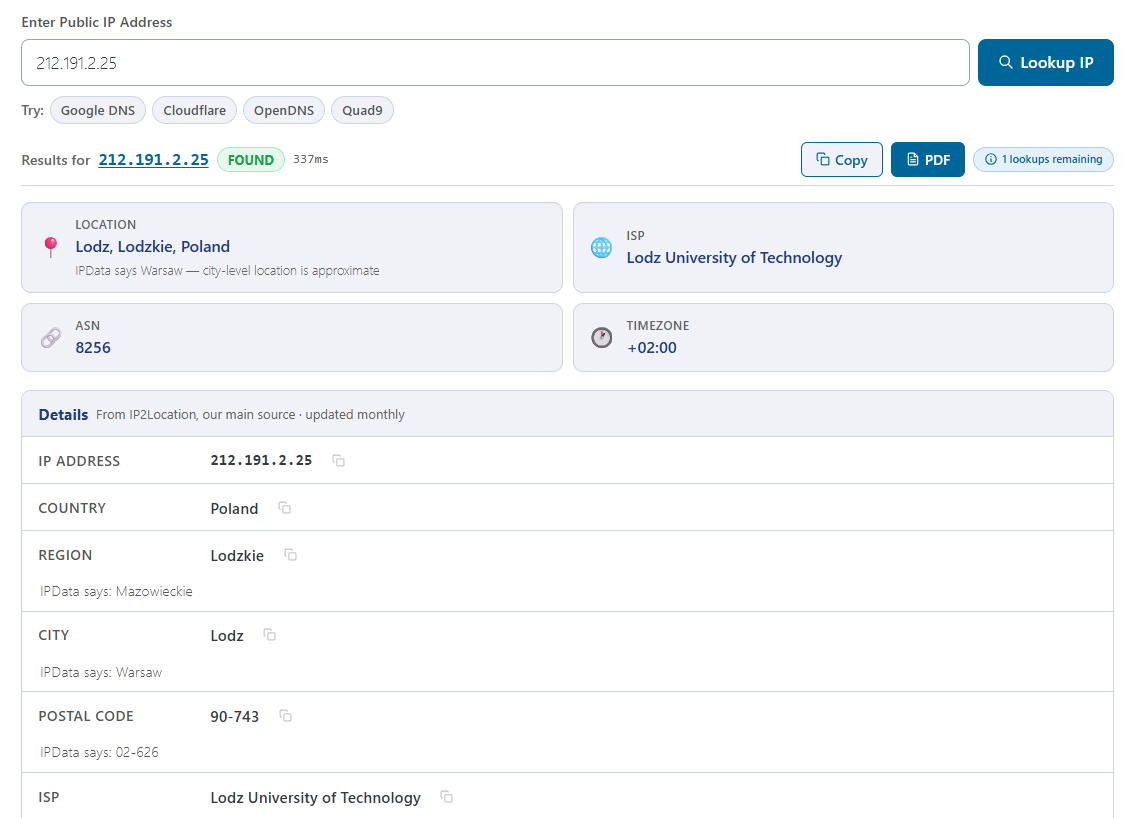 Enter Public IP Address
212.191.2.25
Lookup IP
Try: Google DNS Cloudflare OpenDNS Quad9
Results for 212.191.2.25 FOUND 337ms
Copy PDF 1 lookups remaining
LOCATION
Lodz, Lodzkie, Poland
IPData says Warsaw — city-level location is approximate
ISP
Lodz University of Technology
ASN
8256
TIMEZONE
+02:00
Details From IP2Location, our main source · updated monthly
IP ADDRESS 212.191.2.25
COUNTRY Poland
REGION Lodzkie
IPData says: Mazowieckie
CITY Lodz
IPData says: Warsaw
POSTAL CODE 90-743
IPData says: 02-626
ISP Lodz University of Technology